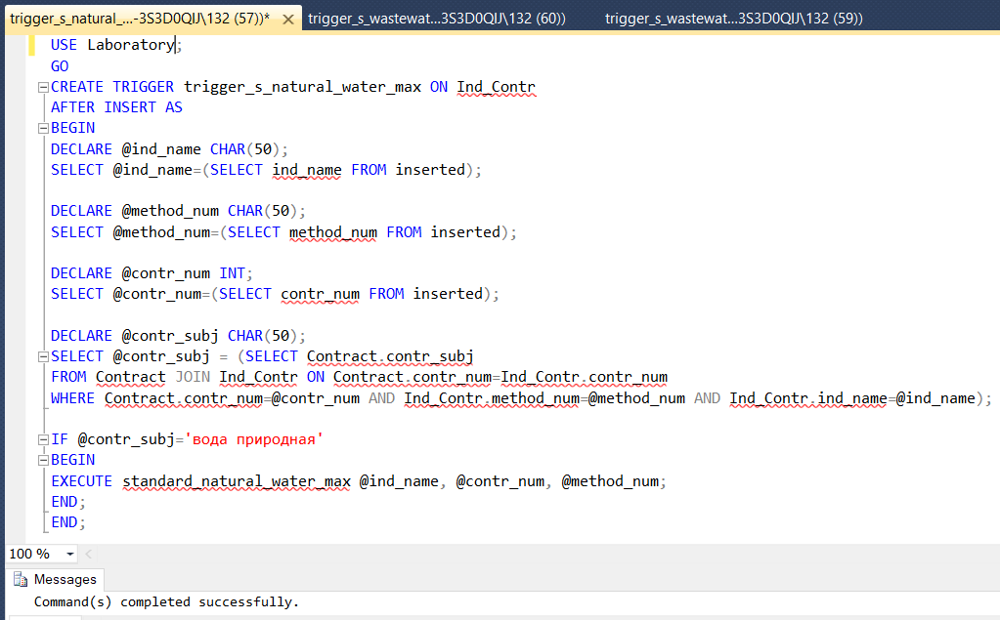 trigger_s_natural_...-3S3D0QIJ\132 (57))* trigger_s_wastewat...3S3D0QIJ\132 (60)) trigger_s_wastewat...3S3D0QIJ\132 (59))
USE Laboratory;
GO
CREATE TRIGGER trigger_s_natural_water_max ON Ind_Contr
AFTER INSERT AS
BEGIN
DECLARE @ind_name CHAR(50);
SELECT @ind_name=(SELECT ind_name FROM inserted);
DECLARE @method_num CHAR(50);
SELECT @method_num=(SELECT method_num FROM inserted);
DECLARE @contr_num INT;
SELECT @contr_num=(SELECT contr_num FROM inserted);
DECLARE @contr_subj CHAR(50);
SELECT @contr_subj = (SELECT Contract.contr_subj
FROM Contract JOIN Ind_Contr ON Contract.contr_num=Ind_Contr.contr_num
WHERE Contract.contr_num=@contr_num AND Ind_Contr.method_num=@method_num AND Ind_Contr.ind_name=@ind_name);
IF @contr_subj='вода природная'
BEGIN
EXECUTE standard_natural_water_max @ind_name, @contr_num, @method_num;
END;
END;
100 %
Messages
Command(s) completed successfully.